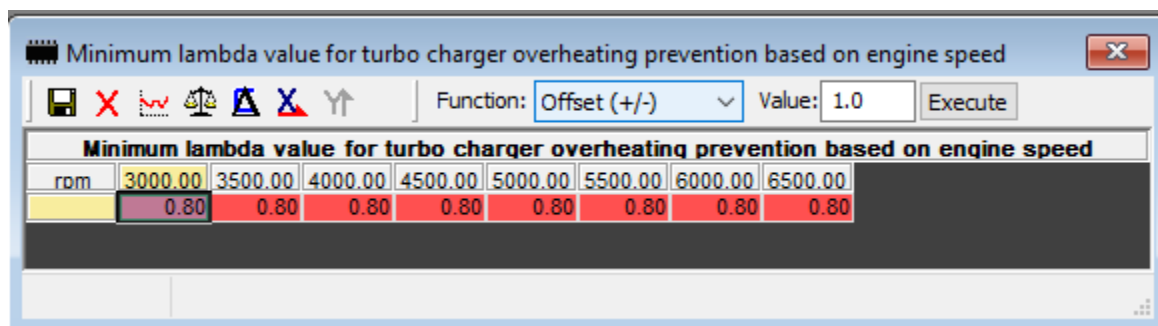 Minimum lambda value for turbo charger overheating prevention based on engine speed
Function: Offset (+/-) Value: 1.0 Execute
Minimum lambda value for turbo charger overheating prevention based on engine speed
rpm 3000.00 3500.00 4000.00 4500.00 5000.00 5500.00 6000.00 6500.00
0.80 0.80 0.80 0.80 0.80 0.80 0.80 0.80